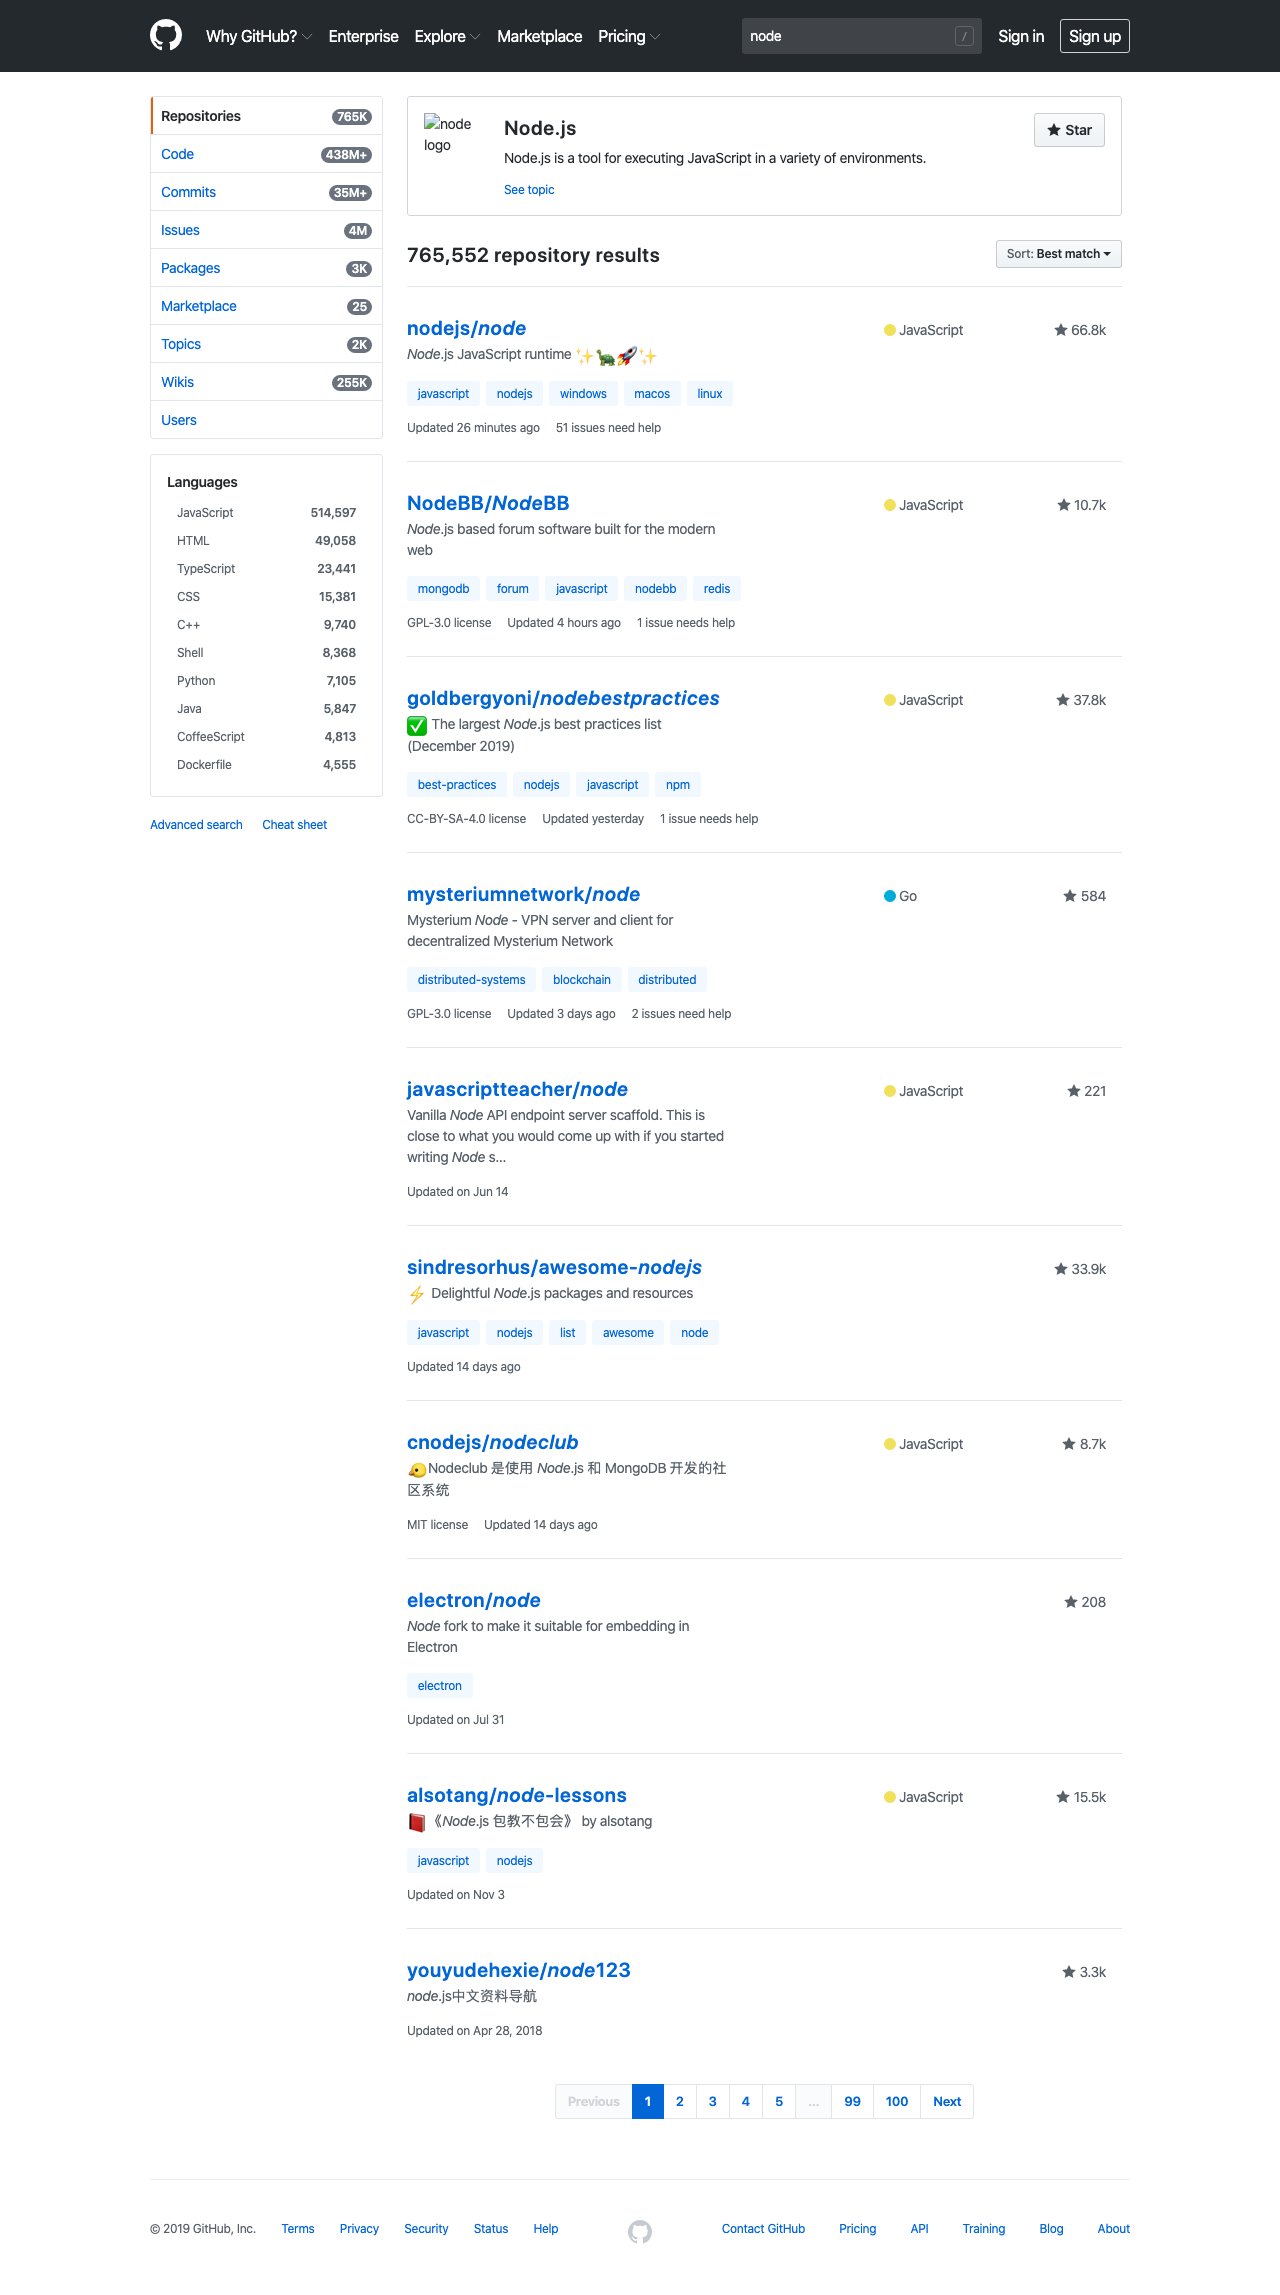 Why GitHub? Enterprise Explore Marketplace Pricing node / Sign in Sign up
Repositories 765K
Code 438M+
Commits 35M+
Issues 4M
Packages 3K
Marketplace 25
Topics 2K
Wikis 255K
Users
Languages
JavaScript 514,597
HTML 49,058
TypeScript 23,441
CSS 15,381
C++ 9,740
Shell 8,368
Python 7,105
Java 5,847
CoffeeScript 4,813
Dockerfile 4,555
Advanced search Cheat sheet
node logo
Node.js
Star
Node.js is a tool for executing JavaScript in a variety of environments.
See topic
765,552 repository results
Sort: Best match
nodejs/node JavaScript 66.8k
Node.js JavaScript runtime ✨🐢🚀✨
javascript nodejs windows macos linux
Updated 26 minutes ago 51 issues need help
NodeBB/NodeBB JavaScript 10.7k
Node.js based forum software built for the modern
web
mongodb forum javascript nodebb redis
GPL-3.0 license Updated 4 hours ago 1 issue needs help
goldbergyoni/nodebestpractices JavaScript 37.8k
✅ The largest Node.js best practices list
(December 2019)
best-practices nodejs javascript npm
CC-BY-SA-4.0 license Updated yesterday 1 issue needs help
mysteriumnetwork/node Go 584
Mysterium Node - VPN server and client for
decentralized Mysterium Network
distributed-systems blockchain distributed
GPL-3.0 license Updated 3 days ago 2 issues need help
javascriptteacher/node JavaScript 221
Vanilla Node API endpoint server scaffold. This is
close to what you would come up with if you started
writing Node s…
Updated on Jun 14
sindresorhus/awesome-nodejs 33.9k
⚡ Delightful Node.js packages and resources
javascript nodejs list awesome node
Updated 14 days ago
cnodejs/nodeclub JavaScript 8.7k
🐤Nodeclub 是使用 Node.js 和 MongoDB 开发的社
区系统
MIT license Updated 14 days ago
electron/node 208
Node fork to make it suitable for embedding in
Electron
electron
Updated on Jul 31
alsotang/node-lessons JavaScript 15.5k
📕《Node.js 包教不包会》 by alsotang
javascript nodejs
Updated on Nov 3
youyudehexie/node123 3.3k
node.js中文资料导航
Updated on Apr 28, 2018
Previous 1 2 3 4 5 … 99 100 Next
© 2019 GitHub, Inc. Terms Privacy Security Status Help Contact GitHub Pricing API Training Blog About